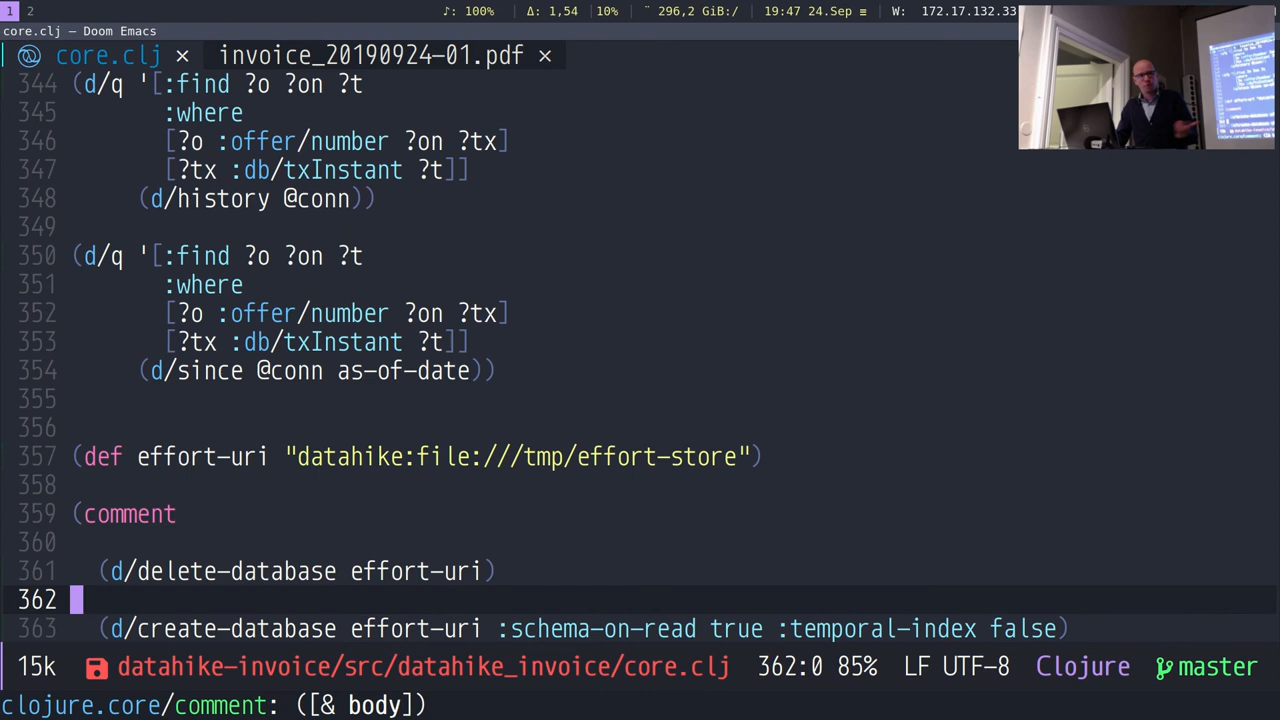 1 2 ♪: 100% Δ: 1,54 10% ¨ 296,2 GiB:/ 19:47 24.Sep ≡ W: 172.17.132.33
core.clj — Doom Emacs
core.clj × invoice_20190924-01.pdf ×
344 (d/q '[:find ?o ?on ?t
345 :where
346 [?o :offer/number ?on ?tx]
347 [?tx :db/txInstant ?t]]
348 (d/history @conn))
349
350 (d/q '[:find ?o ?on ?t
351 :where
352 [?o :offer/number ?on ?tx]
353 [?tx :db/txInstant ?t]]
354 (d/since @conn as-of-date))
355
356
357 (def effort-uri "datahike:file:///tmp/effort-store")
358
359 (comment
360
361 (d/delete-database effort-uri)
362
363 (d/create-database effort-uri :schema-on-read true :temporal-index false)
15k datahike-invoice/src/datahike_invoice/core.clj 362:0 85% LF UTF-8 Clojure master
clojure.core/comment: ([& body])